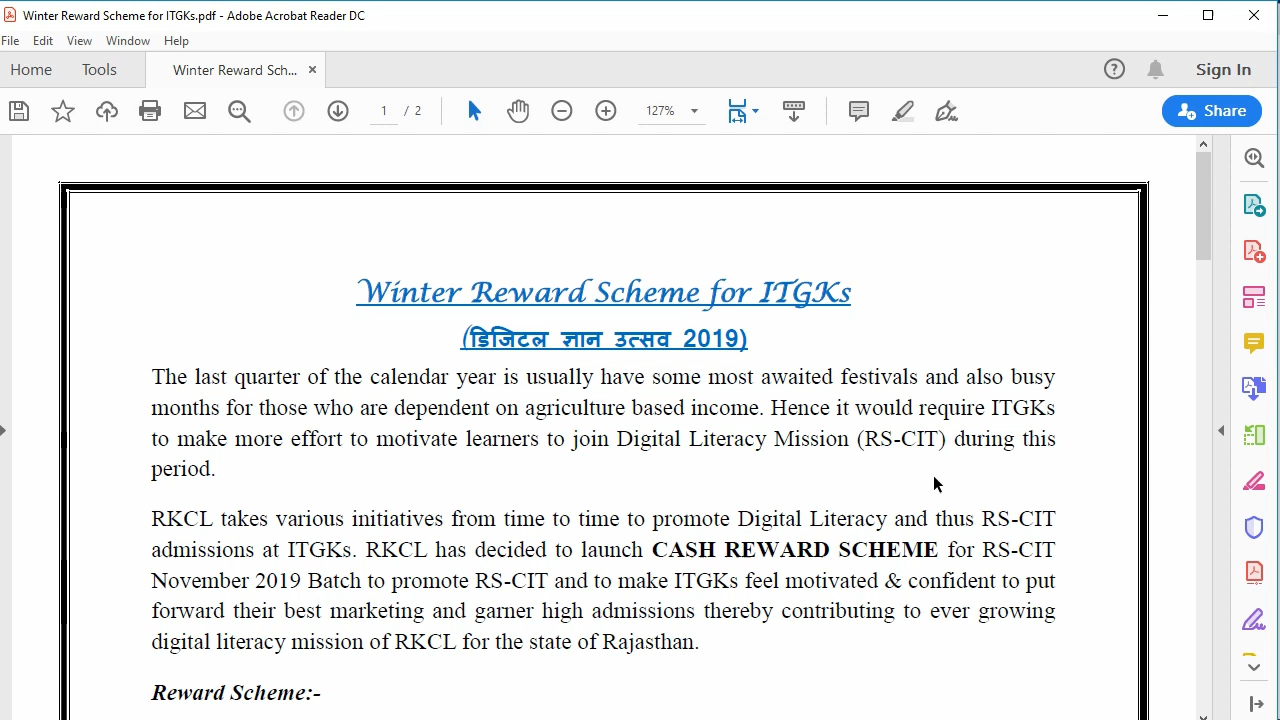 Winter Reward Scheme for ITGKs.pdf - Adobe Acrobat Reader DC
File Edit View Window Help
Home Tools Winter Reward Sch... Sign In
1 / 2 127% Share
Winter Reward Scheme for ITGKs
(डिजिटल ज्ञान उत्सव 2019)
The last quarter of the calendar year is usually have some most awaited festivals and also busy
months for those who are dependent on agriculture based income. Hence it would require ITGKs
to make more effort to motivate learners to join Digital Literacy Mission (RS-CIT) during this
period.
RKCL takes various initiatives from time to time to promote Digital Literacy and thus RS-CIT
admissions at ITGKs. RKCL has decided to launch CASH REWARD SCHEME for RS-CIT
November 2019 Batch to promote RS-CIT and to make ITGKs feel motivated & confident to put
forward their best marketing and garner high admissions thereby contributing to ever growing
digital literacy mission of RKCL for the state of Rajasthan.
Reward Scheme:-